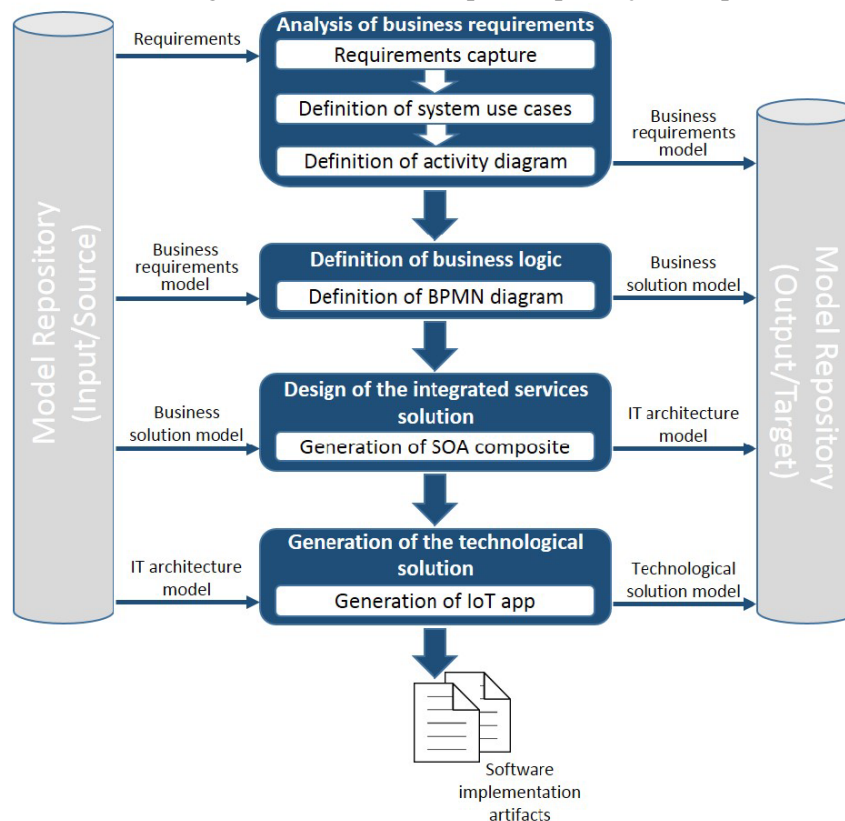 Analysis of business requirements
Requirements
Requirements capture
Definition of system use cases
Definition of activity diagram
Business
requirements
model
Model Repository
(Input/Source)
Model Repository
(Output/Target)
Business
requirements
model
Definition of business logic
Definition of BPMN diagram
Business
solution model
Design of the integrated services
solution
Business
solution model
Generation of SOA composite
IT architecture
model
Generation of the technological
solution
IT architecture
model
Generation of IoT app
Technological
solution model
Software
implementation
artifacts